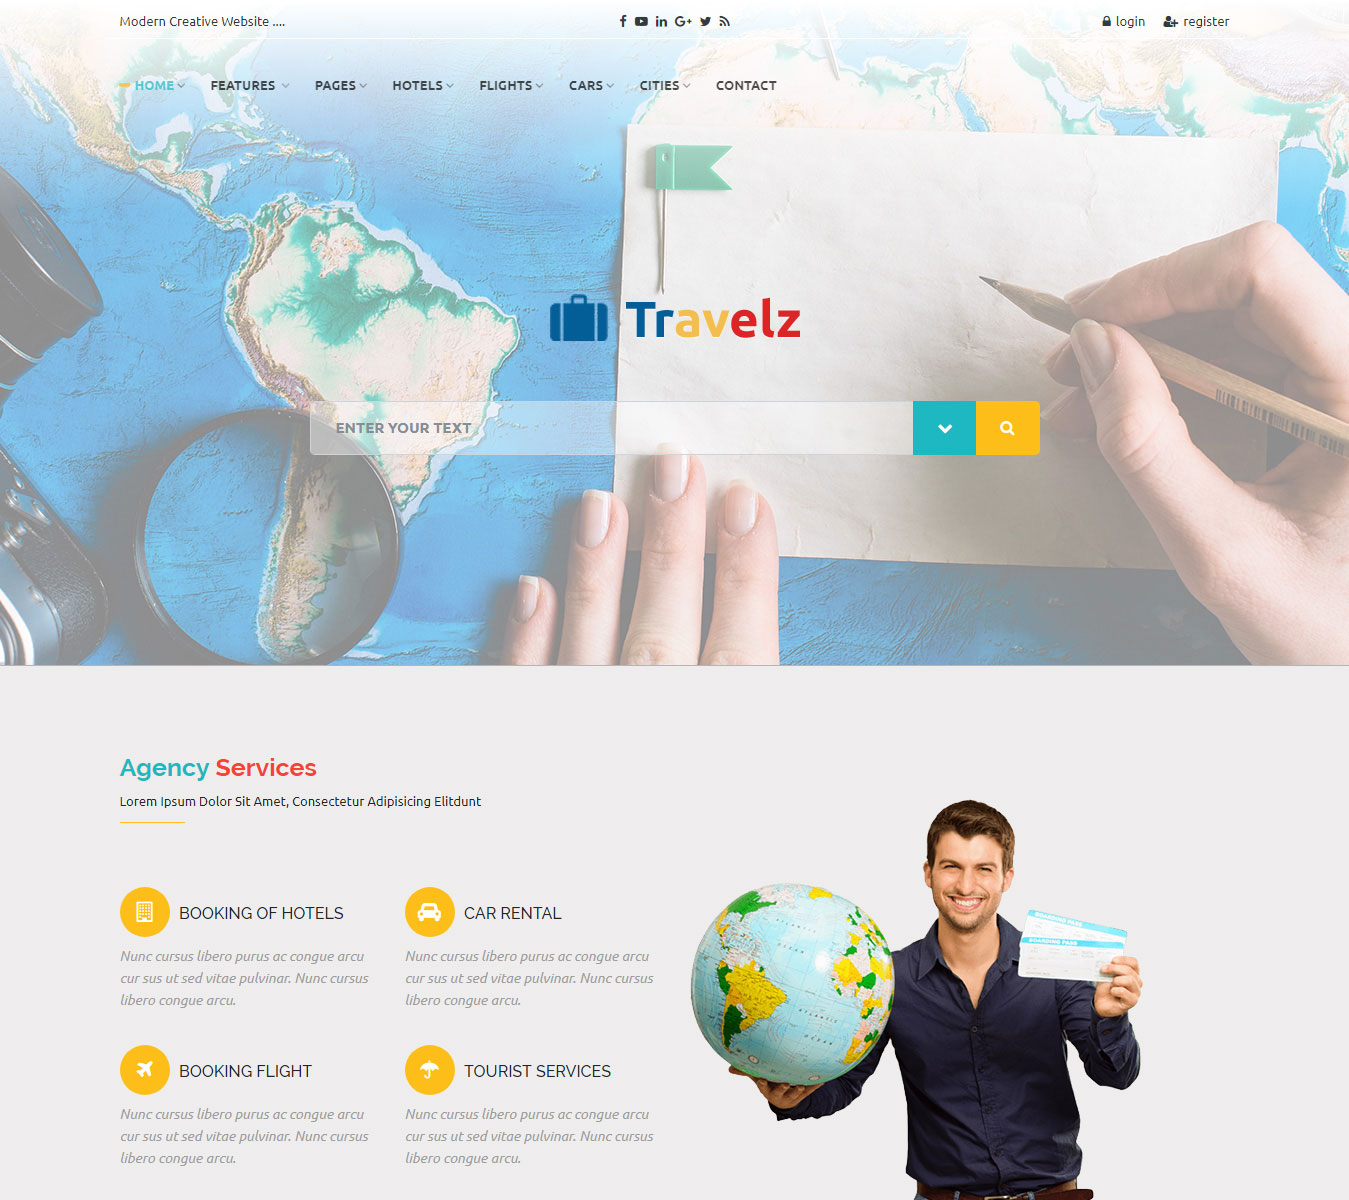 Modern Creative Website ....
login
register
HOME
FEATURES
PAGES
HOTELS
FLIGHTS
CARS
CITIES
CONTACT
Travelz
ENTER YOUR TEXT
Agency Services
Lorem Ipsum Dolor Sit Amet, Consectetur Adipisicing Elitdunt
BOOKING OF HOTELS
Nunc cursus libero purus ac congue arcu
cur sus ut sed vitae pulvinar. Nunc cursus
libero congue arcu.
CAR RENTAL
Nunc cursus libero purus ac congue arcu
cur sus ut sed vitae pulvinar. Nunc cursus
libero congue arcu.
BOOKING FLIGHT
Nunc cursus libero purus ac congue arcu
cur sus ut sed vitae pulvinar. Nunc cursus
libero congue arcu.
TOURIST SERVICES
Nunc cursus libero purus ac congue arcu
cur sus ut sed vitae pulvinar. Nunc cursus
libero congue arcu.
BOARDING PASS
BOARDING PASS